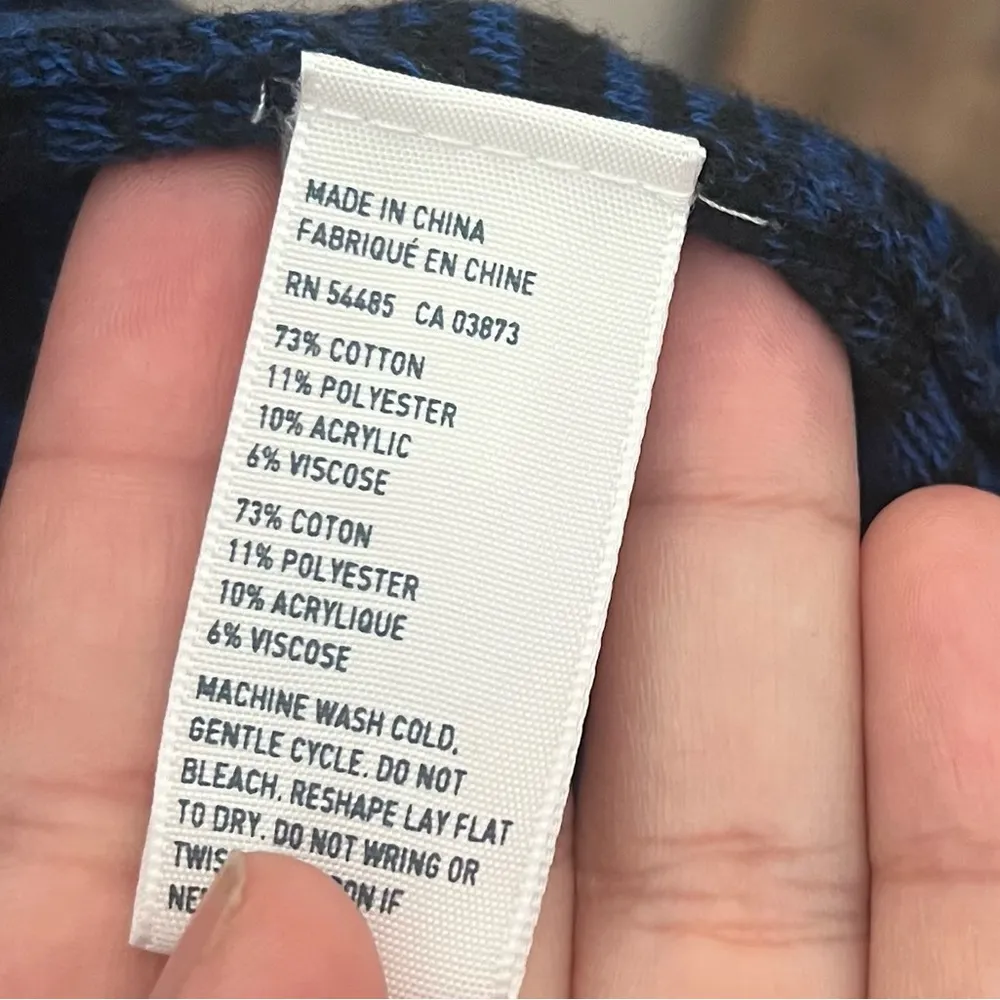 MADE IN CHINA
FABRIQUÉ EN CHINE
RN 54485 CA 03873
73% COTTON
11% POLYESTER
10% ACRYLIC
6% VISCOSE
73% COTON
11% POLYESTER
10% ACRYLIQUE
6% VISCOSE
MACHINE WASH COLD.
GENTLE CYCLE. DO NOT
BLEACH. RESHAPE LAY FLAT
TO DRY. DO NOT WRING OR
IF